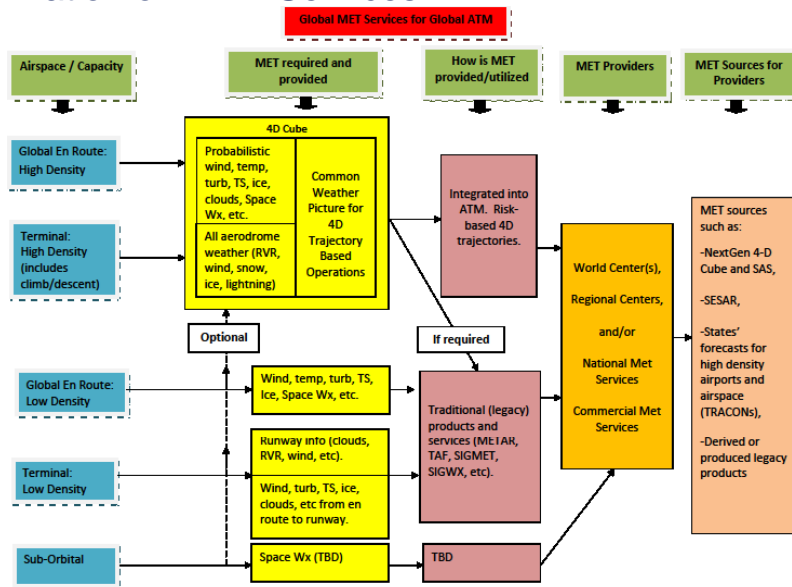 Global MET Services for Global ATM
Airspace / Capacity
MET required and
provided
How is MET
provided/utilized
MET Providers
MET Sources for
Providers
Global En Route:
High Density
Terminal:
High Density
(includes
climb/descent)
Global En Route:
Low Density
Terminal:
Low Density
Sub-Orbital
4D Cube
Probabilistic
wind, temp,
turb, TS, ice,
clouds, Space
Wx, etc.
All aerodrome
weather (RVR,
wind, snow,
ice, lightning)
Common
Weather
Picture for
4D
Trajectory
Based
Operations
Optional
Wind, temp, turb, TS,
Ice, Space Wx, etc.
Runway info (clouds,
RVR, wind, etc).
Wind, turb, TS, ice,
clouds, etc from en
route to runway.
Space Wx (TBD)
Integrated into
ATM. Risk-
based 4D
trajectories.
If required
Traditional (legacy)
products and
services (METAR,
TAF, SIGMET,
SIGWX, etc).
TBD
World Center(s),
Regional Centers,
and/or
National Met
Services
Commercial Met
Services
MET sources
such as:
-NextGen 4-D
Cube and SAS,
-SESAR,
-States'
forecasts for
high density
airports and
airspace
(TRACONs),
-Derived or
produced legacy
products